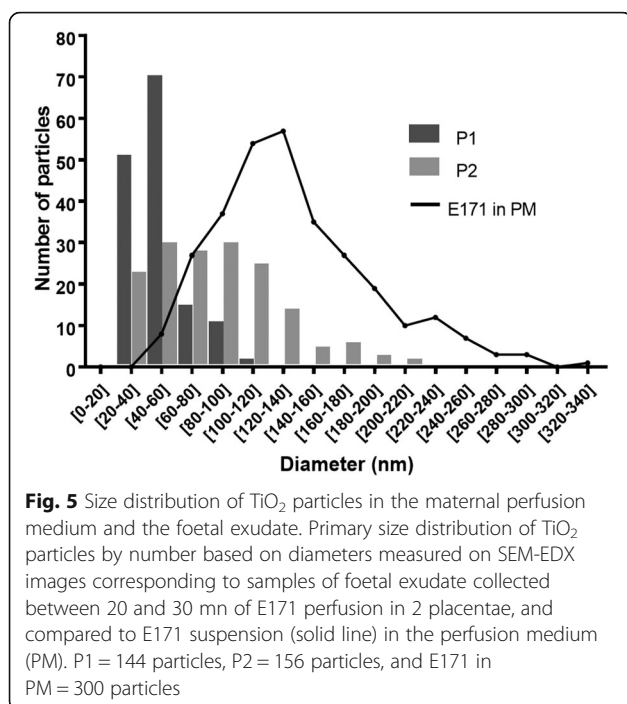 80
70
60
50
40
30
20
10
0
Number of particles
P1
P2
E171 in PM
[0-20]
[20-40]
[40-60]
[60-80]
[80-100]
[100-120]
[120-140]
[140-160]
[160-180]
[180-200]
[200-220]
[220-240]
[240-260]
[260-280]
[280-300]
[300-320]
[320-340]
Diameter (nm)
Fig. 5 Size distribution of TiO₂ particles in the maternal perfusion
medium and the foetal exudate. Primary size distribution of TiO₂
particles by number based on diameters measured on SEM-EDX
images corresponding to samples of foetal exudate collected
between 20 and 30 mn of E171 perfusion in 2 placentae, and
compared to E171 suspension (solid line) in the perfusion medium
(PM). P1 = 144 particles, P2 = 156 particles, and E171 in
PM = 300 particles